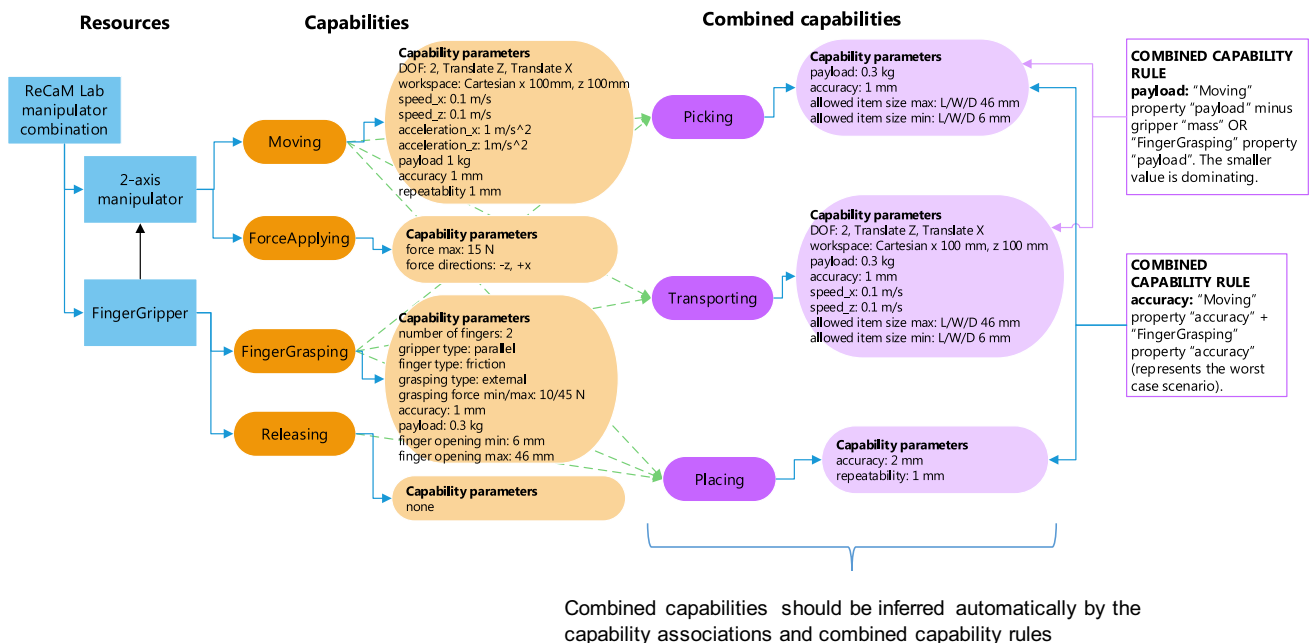 Resources
Capabilities
Combined capabilities
ReCaM Lab
manipulator
combination
2-axis
manipulator
FingerGripper
Moving
ForceApplying
FingerGrasping
Releasing
Capability parameters
DOF: 2, Translate Z, Translate X
workspace: Cartesian x 100mm, z 100mm
speed_x: 0.1 m/s
speed_z: 0.1 m/s
acceleration_x: 1 m/s^2
acceleration_z: 1m/s^2
payload 1 kg
accuracy 1 mm
repeatablity 1 mm
Capability parameters
force max: 15 N
force directions: -z, +x
Capability parameters
number of fingers: 2
gripper type: parallel
finger type: friction
grasping type: external
grasping force min/max: 10/45 N
accuracy: 1 mm
payload: 0.3 kg
finger opening min: 6 mm
finger opening max: 46 mm
Capability parameters
none
Picking
Transporting
Placing
Capability parameters
payload: 0.3 kg
accuracy: 1 mm
allowed item size max: L/W/D 46 mm
allowed item size min: L/W/D 6 mm
Capability parameters
DOF: 2, Translate Z, Translate X
workspace: Cartesian x 100 mm, z 100 mm
payload: 0.3 kg
accuracy: 1 mm
speed_x: 0.1 m/s
speed_z: 0.1 m/s
allowed item size max: L/W/D 46 mm
allowed item size min: L/W/D 6 mm
Capability parameters
accuracy: 2 mm
repeatability: 1 mm
COMBINED CAPABILITY
RULE
payload: “Moving”
property “payload” minus
gripper “mass” OR
“FingerGrasping” property
“payload”. The smaller
value is dominating.
COMBINED
CAPABILITY RULE
accuracy: “Moving”
property “accuracy” +
“FingerGrasping”
property “accuracy”
(represents the worst
case scenario).
Combined capabilities should be inferred automatically by the
capability associations and combined capability rules